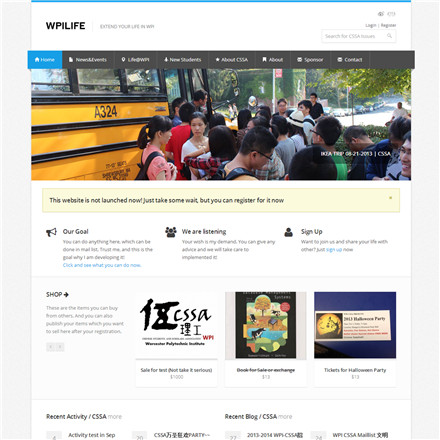 WPILIFE
EXTEND YOUR LIFE IN WPI
Login | Register
Search for CSSA Issues
Home
News&Events
Life@WPI
New Students
About CSSA
About
Sponsor
Contact
A324
IKEA TRIP 08-21-2013 | CSSA
This website is not launched now! Just take some wait, but you can register for it now
×
Our Goal
You can do anything here, which can be
done in mail list. Trust me, and this is the
goal why I am developing it!
Click and see what you can do now.
We are listening
Your wish is my demand. You can give any
advice and we will take care to
implemented it!
Sign Up
Want to join us and share your life with
other? Just sign up now.
SHOP
These are the items you can buy
from others. And you can also
publish your items which you want
to sell here after your registration.
cssa
理工
WPI
Worcester Polytechnic Institute
2013 Halloween Party
Sale for test (Not take it serious)
$1000
Book for Sale or exchange
$15
Tickets for Halloween Party
$13
Recent Activity / CSSA more
Recent Blog / CSSA more
4
Activity test in Sep
CSSA万圣狂欢PARTY
22
2013-2014 WPI-CSSA
24
WPI CSSA Maillist 文明